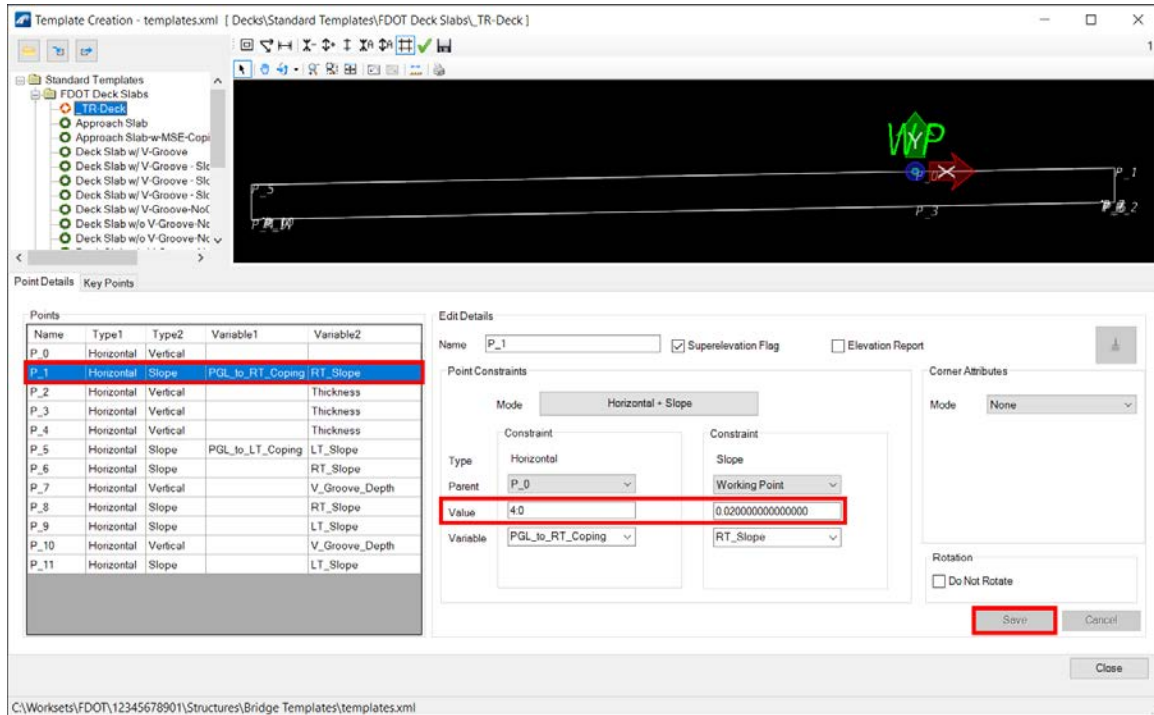 Template Creation - templates.xml [ Decks\Standard Templates\FDOT Deck Slabs\_TR-Deck ]
1
Standard Templates
FDOT Deck Slabs
_TR-Deck
Approach Slab
Approach Slab-w-MSE-Copi
Deck Slab w/ V-Groove
Deck Slab w/ V-Groove - Slc
Deck Slab w/ V-Groove - Slc
Deck Slab w/ V-Groove - Slc
Deck Slab w/ V-Groove-NoC
Deck Slab w/o V-Groove-Nc
Deck Slab w/o V-Groove-Nc
WP
Y
X
P_0
P_1
P_5
P_3
P_2
Point Details Key Points
Points
Name Type1 Type2 Variable1 Variable2
P_0 Horizontal Vertical
P_1 Horizontal Slope PGL_to_RT_Coping RT_Slope
P_2 Horizontal Vertical Thickness
P_3 Horizontal Vertical Thickness
P_4 Horizontal Vertical Thickness
P_5 Horizontal Slope PGL_to_LT_Coping LT_Slope
P_6 Horizontal Slope RT_Slope
P_7 Horizontal Vertical V_Groove_Depth
P_8 Horizontal Slope RT_Slope
P_9 Horizontal Slope LT_Slope
P_10 Horizontal Vertical V_Groove_Depth
P_11 Horizontal Slope LT_Slope
Edit Details
Name P_1 Superelevation Flag Elevation Report
Point Constraints
Mode Horizontal + Slope
Constraint Constraint
Type Horizontal Slope
Parent P_0 Working Point
Value 4:0 0.020000000000000
Variable PGL_to_RT_Coping RT_Slope
Corner Attributes
Mode None
Rotation
Do Not Rotate
Save Cancel
Close
C:\Worksets\FDOT\12345678901\Structures\Bridge Templates\templates.xml